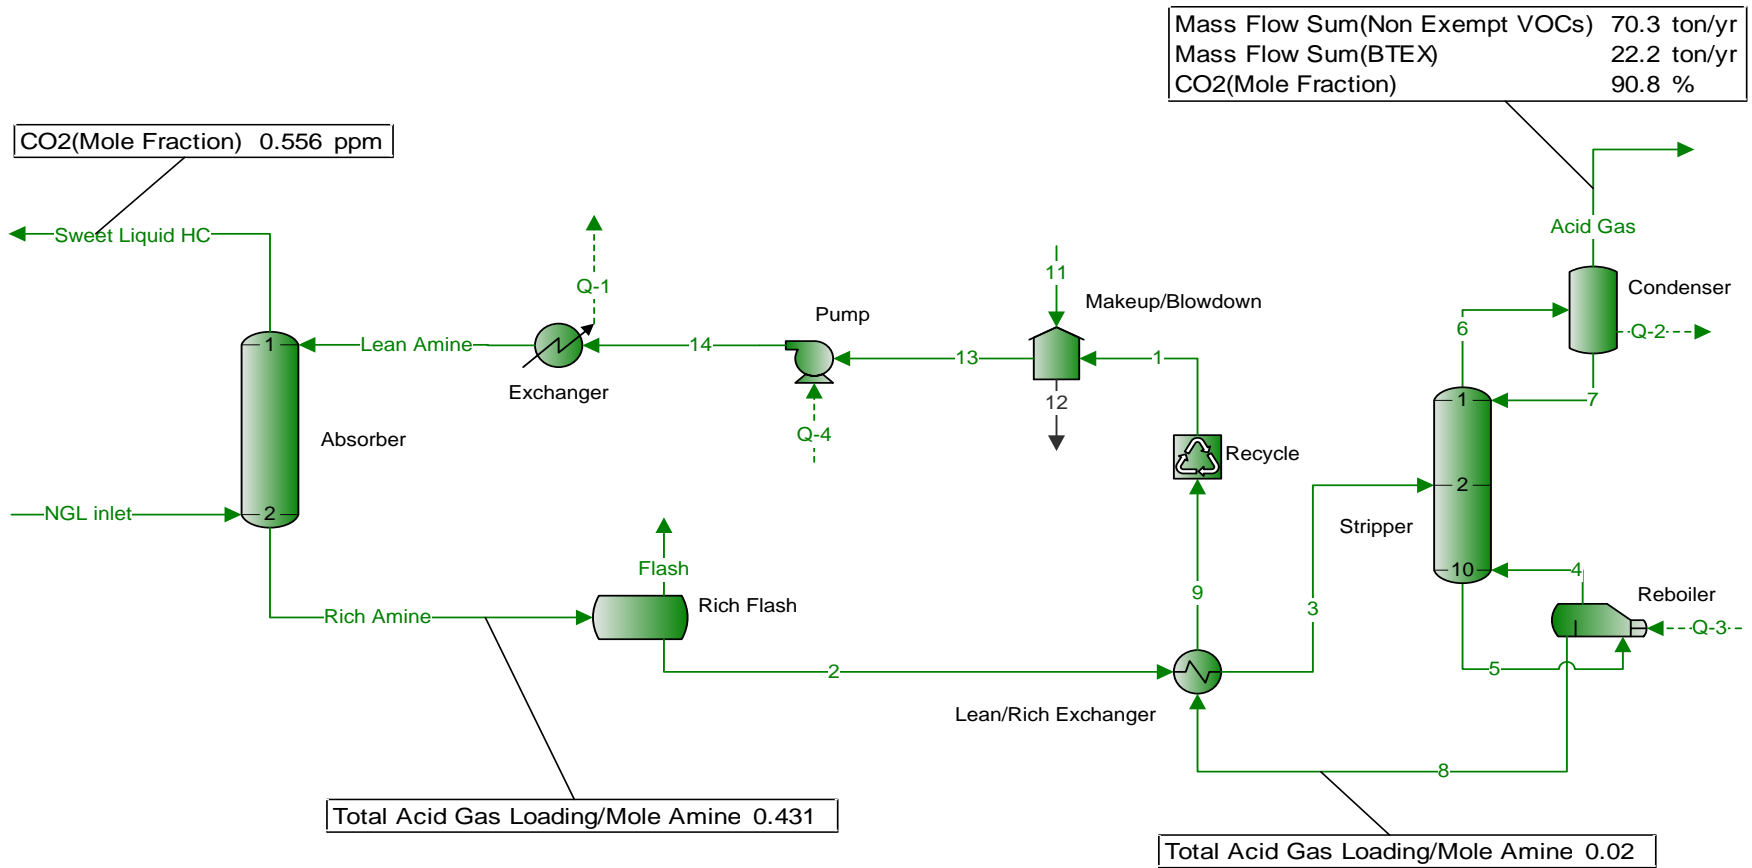 Mass Flow Sum(Non Exempt VOCs) 70.3 ton/yr
Mass Flow Sum(BTEX) 22.2 ton/yr
CO2(Mole Fraction) 90.8 %
CO2(Mole Fraction) 0.556 ppm
Sweet Liquid HC
Acid Gas
Q-1
11
Makeup/Blowdown
Condenser
Pump
6
Q-2
1
Lean Amine
14
13
1
Exchanger
12
1
7
Absorber
Q-4
Recycle
2
NGL inlet
2
Stripper
Flash
10
4
Rich Flash
9
3
Reboiler
Rich Amine
Q-3
2
5
Lean/Rich Exchanger
8
Total Acid Gas Loading/Mole Amine 0.431
Total Acid Gas Loading/Mole Amine 0.02